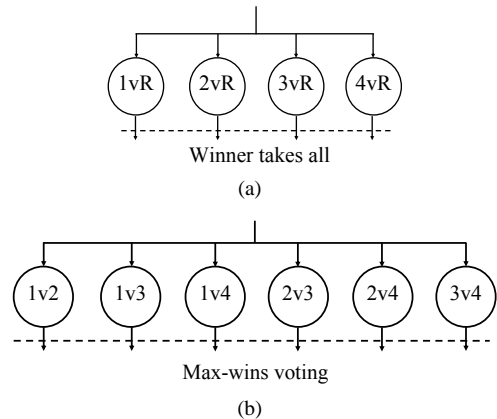 1vR 2vR 3vR 4vR
Winner takes all
(a)
1v2 1v3 1v4 2v3 2v4 3v4
Max-wins voting
(b)